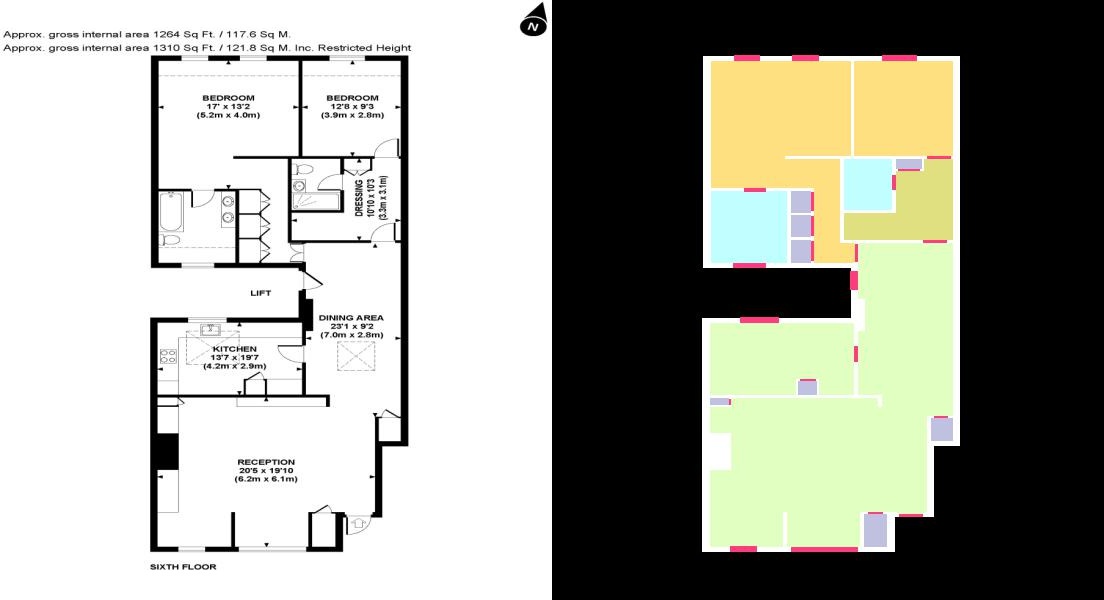 N
Approx. gross internal area 1264 Sq Ft. / 117.6 Sq M.
Approx. gross internal area 1310 Sq Ft. / 121.8 Sq M. Inc. Restricted Height
BEDROOM
17' x 13'2
(5.2m x 4.0m)
BEDROOM
12'8 x 9'3
(3.9m x 2.8m)
DRESSING
10'10 x 10'3
(3.3m x 3.1m)
LIFT
DINING AREA
23'1 x 9'2
(7.0m x 2.8m)
KITCHEN
13'7 x 19'7
(4.2m x 2.9m)
RECEPTION
20'5 x 19'10
(6.2m x 6.1m)
SIXTH FLOOR